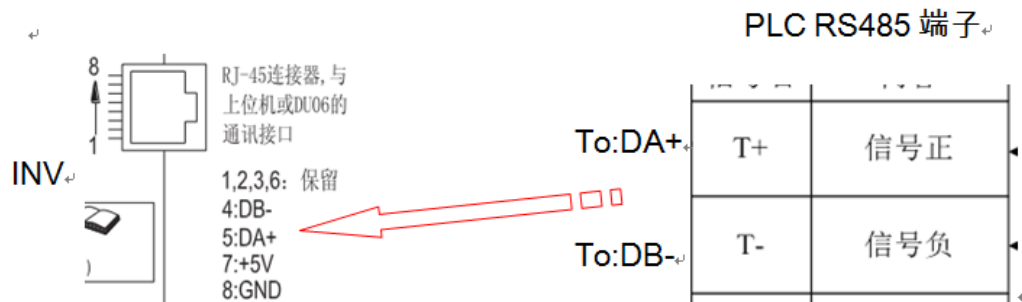 PLC RS485 端子
8
1
RJ-45连接器,与
上位机或DU06的
通讯接口
INV
1,2,3,6: 保留
4:DB-
5:DA+
7:+5V
8:GND
)
To:DA+
T+ 信号正
To:DB-
T- 信号负